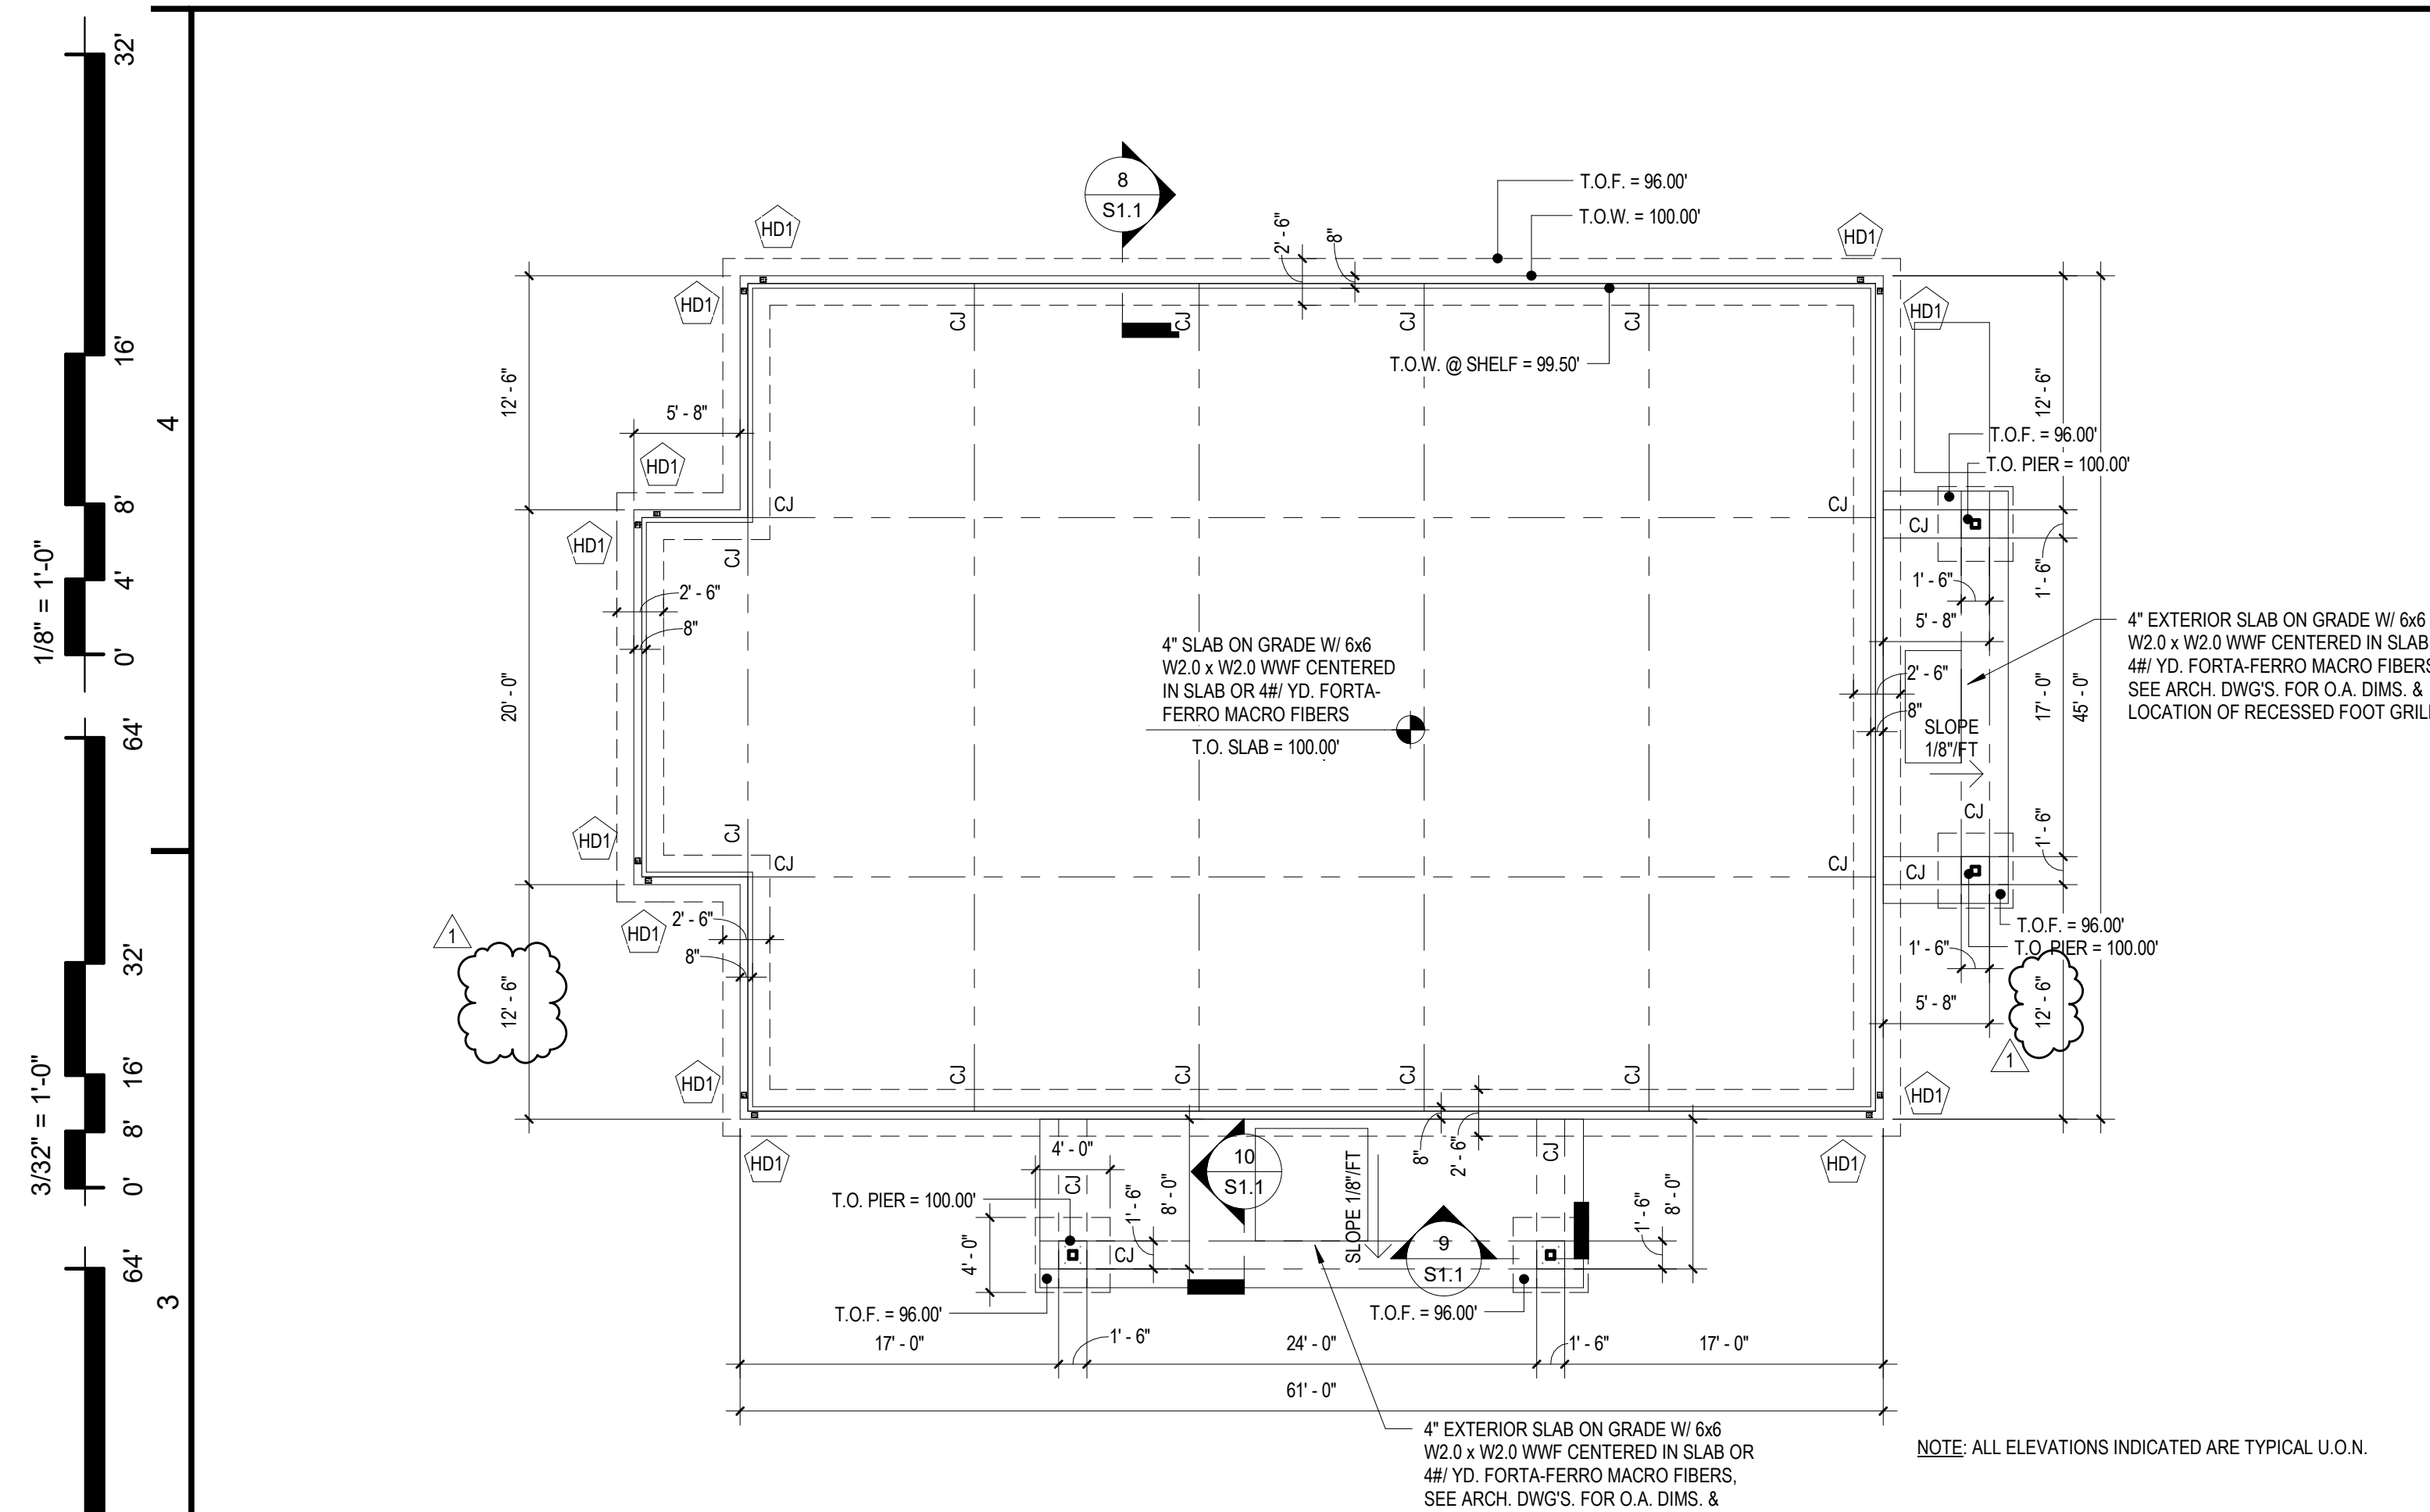 32'
16'
8'
4'
0'
1/8" = 1'-0"
64'
32'
16'
8'
0'
3/32" = 1'-0"
64'
4
3
8
S1.1
T.O.F. = 96.00'
T.O.W. = 100.00'
HD1
HD1
2' - 6"
8"
HD1
HD1
CJ
CJ
CJ
CJ
T.O.W. @ SHELF = 99.50'
12' - 6"
12' - 6"
5' - 8"
T.O.F. = 96.00'
T.O. PIER = 100.00'
HD1
CJ
CJ
CJ
HD1
CJ
1' - 6"
1' - 6"
2' - 6"
8"
5' - 8"
4" SLAB ON GRADE W/ 6x6
W2.0 x W2.0 WWF CENTERED
IN SLAB OR 4#/ YD. FORTA-
FERRO MACRO FIBERS
T.O. SLAB = 100.00'
4" EXTERIOR SLAB ON GRADE W/ 6x6
W2.0 x W2.0 WWF CENTERED IN SLAB
4#/ YD. FORTA-FERRO MACRO FIBERS
SEE ARCH. DWG'S. FOR O.A. DIMS. &
LOCATION OF RECESSED FOOT GRILL
20' - 0"
2' - 6"
8"
17' - 0"
45' - 0"
SLOPE
1/8"/FT
CJ
1' - 6"
HD1
CJ
CJ
CJ
CJ
HD1
2' - 6"
8"
1
12' - 6"
T.O.F. = 96.00'
T.O. PIER = 100.00'
1' - 6"
5' - 8"
12' - 6"
1
HD1
CJ
CJ
CJ
CJ
HD1
HD1
4' - 0"
CJ
10
S1.1
SLOPE 1/8"/FT
8"
2' - 6"
CJ
HD1
T.O. PIER = 100.00'
1' - 6"
8' - 0"
1' - 6"
8' - 0"
4' - 0"
CJ
9
S1.1
T.O.F. = 96.00'
T.O.F. = 96.00'
17' - 0"
1' - 6"
24' - 0"
1' - 6"
17' - 0"
61' - 0"
4" EXTERIOR SLAB ON GRADE W/ 6x6
W2.0 x W2.0 WWF CENTERED IN SLAB OR
4#/ YD. FORTA-FERRO MACRO FIBERS,
SEE ARCH. DWG'S. FOR O.A. DIMS. &
NOTE: ALL ELEVATIONS INDICATED ARE TYPICAL U.O.N.